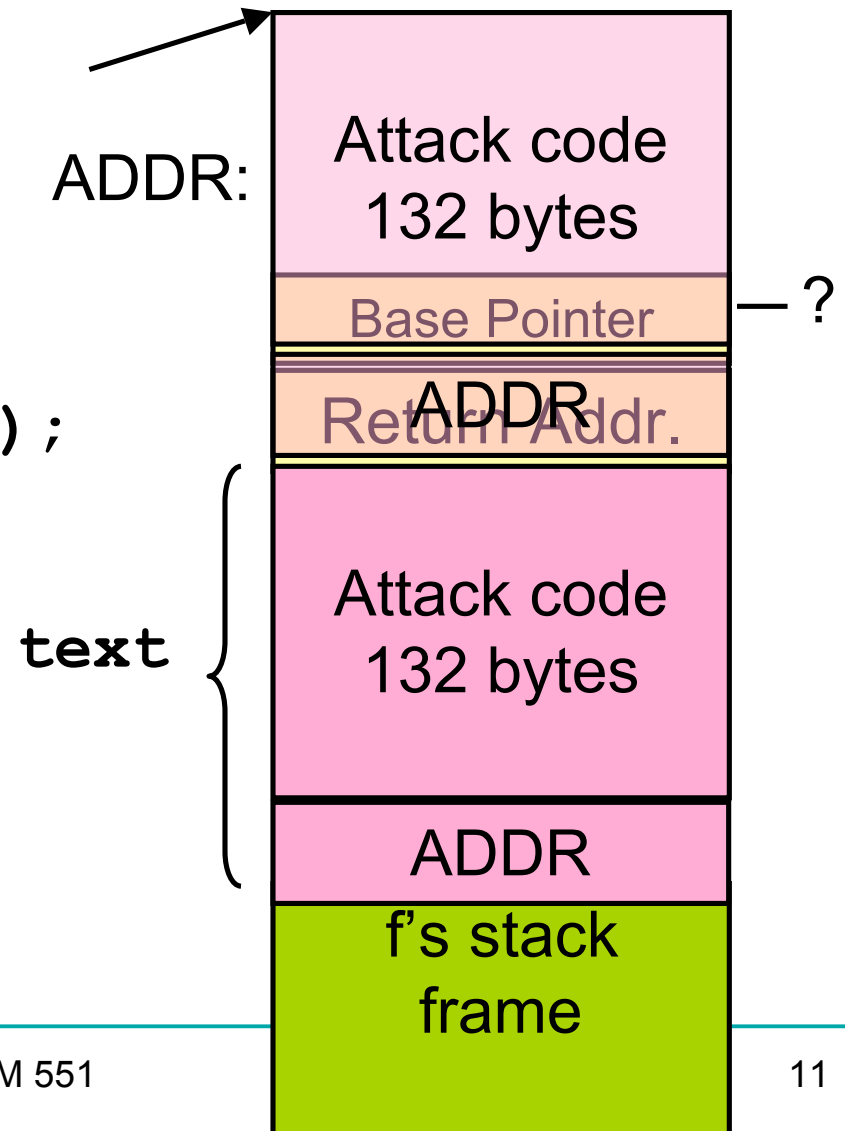 Attack code
132 bytes
ADDR:
Base Pointer
?
ADDR
Return Addr.
);
Attack code
132 bytes
text
ADDR
f’s stack
frame
M 551
11